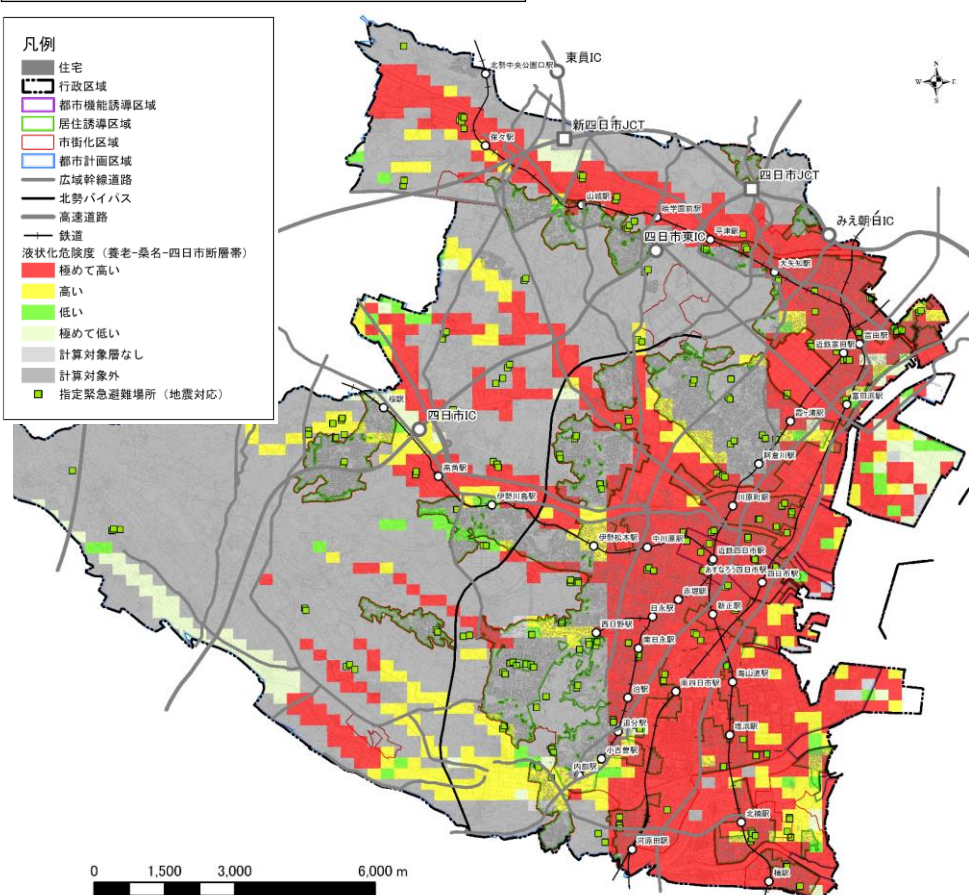 凡例
住宅
行政区域
都市機能誘導区域
居住誘導区域
市街化区域
都市計画区域
広域幹線道路
北勢バイパス
高速道路
鉄道
液状化危険度（養老-桑名-四日市断層帯）
極めて高い
高い
低い
極めて低い
計算対象層なし
計算対象外
指定緊急避難場所（地震対応）
N
W
E
S
北勢中央公園口駅
東員IC
新四日市JCT
保々駅
四日市JCT
山城駅
暁学園前駅
みえ朝日IC
平津駅
四日市東IC
大矢知駅
富田駅
近鉄富田駅
桜駅
富田浜駅
四日市IC
霞ヶ浦駅
阿倉川駅
高角駅
伊勢川島駅
川原町駅
伊勢松本駅
中川原駅
近鉄四日市駅
あすなろう四日市駅
四日市駅
赤堀駅
日永駅
新正駅
西日野駅
南日永駅
海山道駅
泊駅
南四日市駅
追分駅
塩浜駅
小古曽駅
内部駅
北楠駅
河原田駅
楠駅
0 1,500 3,000 6,000 m